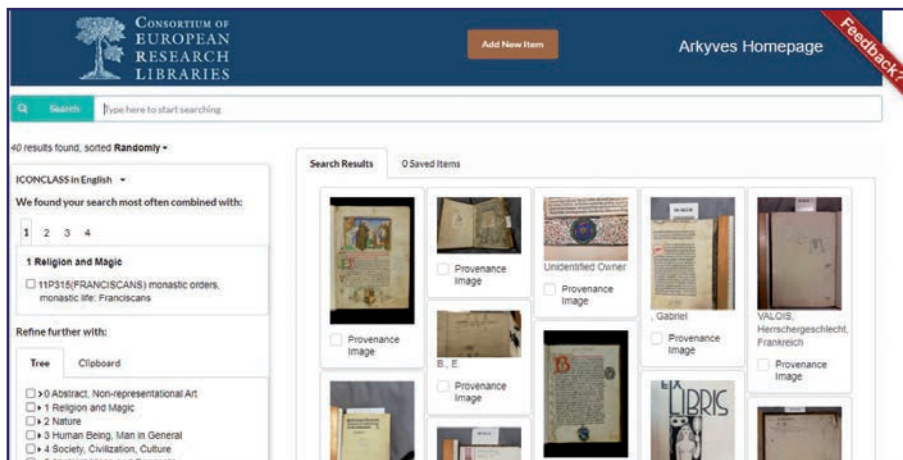 CONSORTIUM OF
EUROPEAN
RESEARCH
LIBRARIES
Add New Item
Arkyves Homepage
Feedback?
Search
Type here to start searching
40 results found, sorted Randomly
ICONCLASS in English
We found your search most often combined with:
1 2 3 4
1 Religion and Magic
11P315(FRANCISCANS) monastic orders,
monastic life: Franciscans
Refine further with:
Tree Clipboard
0 Abstract, Non-representational Art
1 Religion and Magic
2 Nature
3 Human Being, Man in General
4 Society, Civilization, Culture
Search Results 0 Saved Items
Provenance
Image
Provenance
Image
B., E.
Provenance
Image
Unidentified Owner
Provenance
Image
, Gabriel
Provenance
Image
EX
LIBRIS
VALOIS,
Herrschergeschlecht,
Frankreich
Provenance
Image